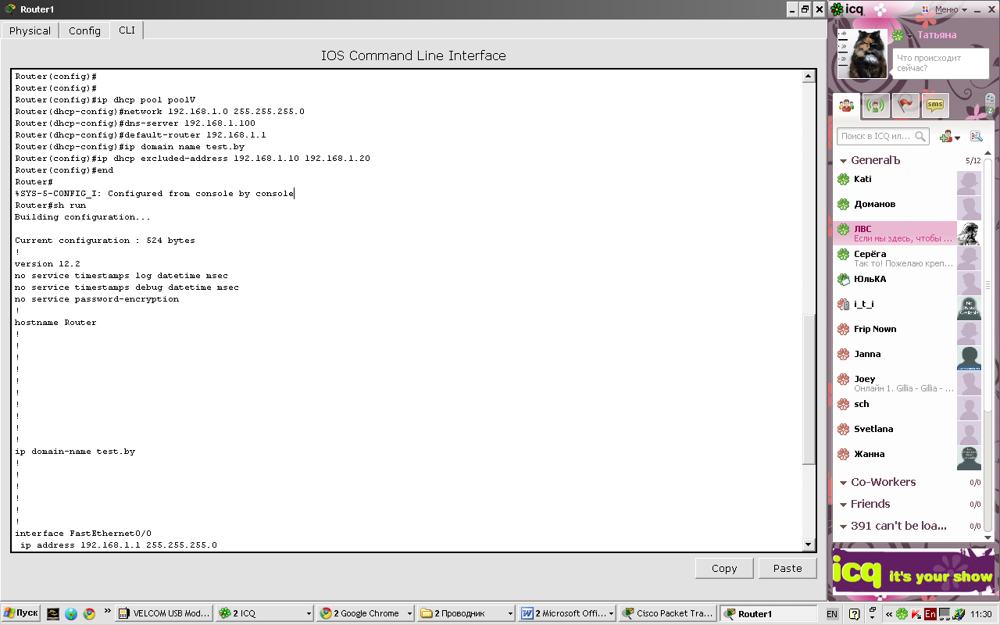 Router1
Physical Config CLI
IOS Command Line Interface
Router(config)#
Router(config)#
Router(config)#ip dhcp pool poolV
Router(dhcp-config)#network 192.168.1.0 255.255.255.0
Router(dhcp-config)#dns-server 192.168.1.100
Router(dhcp-config)#default-router 192.168.1.1
Router(dhcp-config)#ip domain name test.by
Router(config)#ip dhcp excluded-address 192.168.1.10 192.168.1.20
Router(config)#end
Router#
%SYS-5-CONFIG_I: Configured from console by console
Router#sh run
Building configuration...
Current configuration : 524 bytes
!
version 12.2
no service timestamps log datetime msec
no service timestamps debug datetime msec
no service password-encryption
!
hostname Router
!
!
!
!
!
!
!
!
!
!
ip domain-name test.by
!
!
!
!
!
!
interface FastEthernet0/0
ip address 192.168.1.1 255.255.255.0
Copy Paste
icq Меню
Татьяна
Что происходит
сейчас?
sms
Поиск в ICQ ил...
GeneralЪ 5/12
Kati
Доманов
ЛВС
Если мы здесь, чтобы ...
Серёга
Так то! Пожелаю креп...
ЮльКА
i_t_i
Frip Nown
Janna
Joey
Онлайн 1. Gillia - Gillia - ...
sch
Svetlana
Жанна
Co-Workers 0/0
Friends 0/0
391 can't be loa... 0/0
icq it's your show
Пуск » VELCOM USB Mod... 2 ICQ 2 Google Chrome 2 Проводник 2 Microsoft Offi... Cisco Packet Tra... Router1 EN « En 11:30